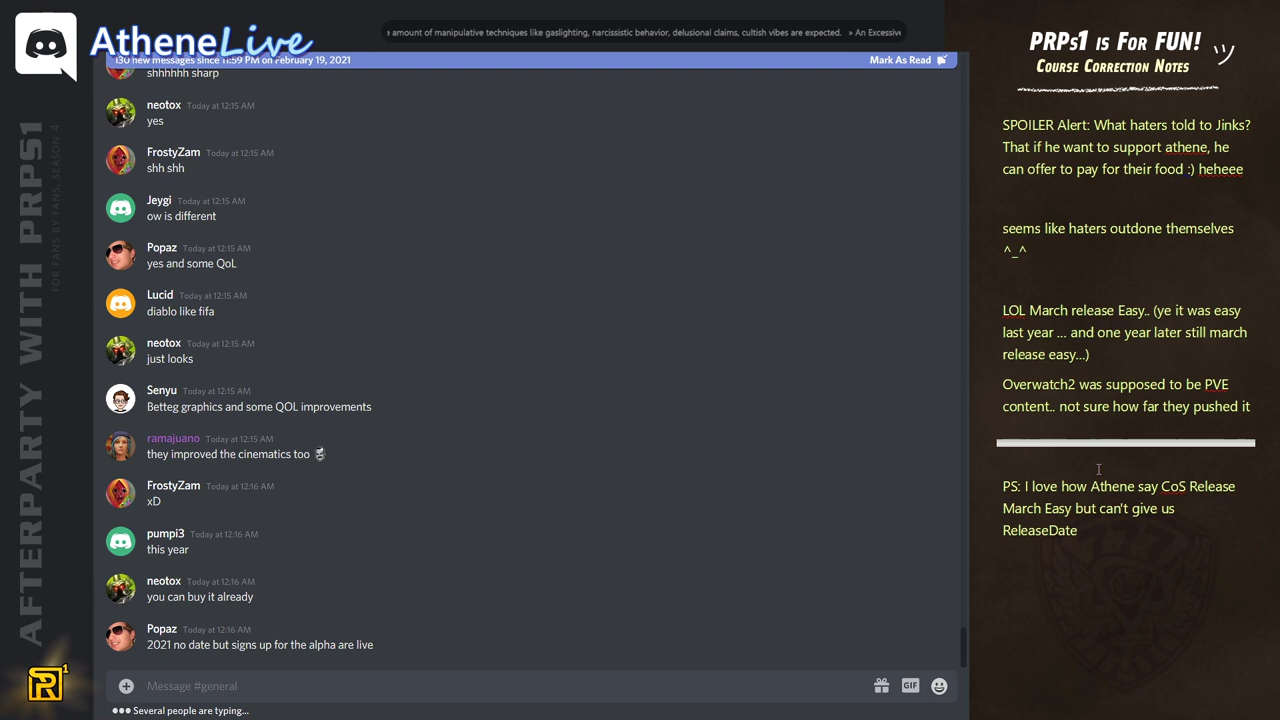 AtheneLive
e amount of manipulative techniques like gaslighting, narcissistic behavior, delusional claims, cultish vibes are expected. » An Excessive
130 new messages since 11:59 PM on February 19, 2021
Mark As Read
shhhhhh sharp
neotox Today at 12:15 AM
yes
FrostyZam Today at 12:15 AM
shh shh
Jeygi Today at 12:15 AM
ow is different
Popaz Today at 12:15 AM
yes and some QoL
Lucid Today at 12:15 AM
diablo like fifa
neotox Today at 12:15 AM
just looks
Senyu Today at 12:15 AM
Betteg graphics and some QOL improvements
ramajuano Today at 12:15 AM
they improved the cinematics too
FrostyZam Today at 12:16 AM
xD
pumpi3 Today at 12:16 AM
this year
neotox Today at 12:16 AM
you can buy it already
Popaz Today at 12:16 AM
2021 no date but signs up for the alpha are live
Message #general
GIF
Several people are typing...
AFTERPARTY WITH PRPS1
FOR FANS BY FANS, SEASON 4
PRPS1 IS FOR FUN! ツ
COURSE CORRECTION NOTES
SPOILER Alert: What haters told to Jinks?
That if he want to support athene, he
can offer to pay for their food :) heheee
seems like haters outdone themselves
^_^
LOL March release Easy.. (ye it was easy
last year ... and one year later still march
release easy...)
Overwatch2 was supposed to be PVE
content.. not sure how far they pushed it
PS: I love how Athene say CoS Release
March Easy but can't give us
ReleaseDate